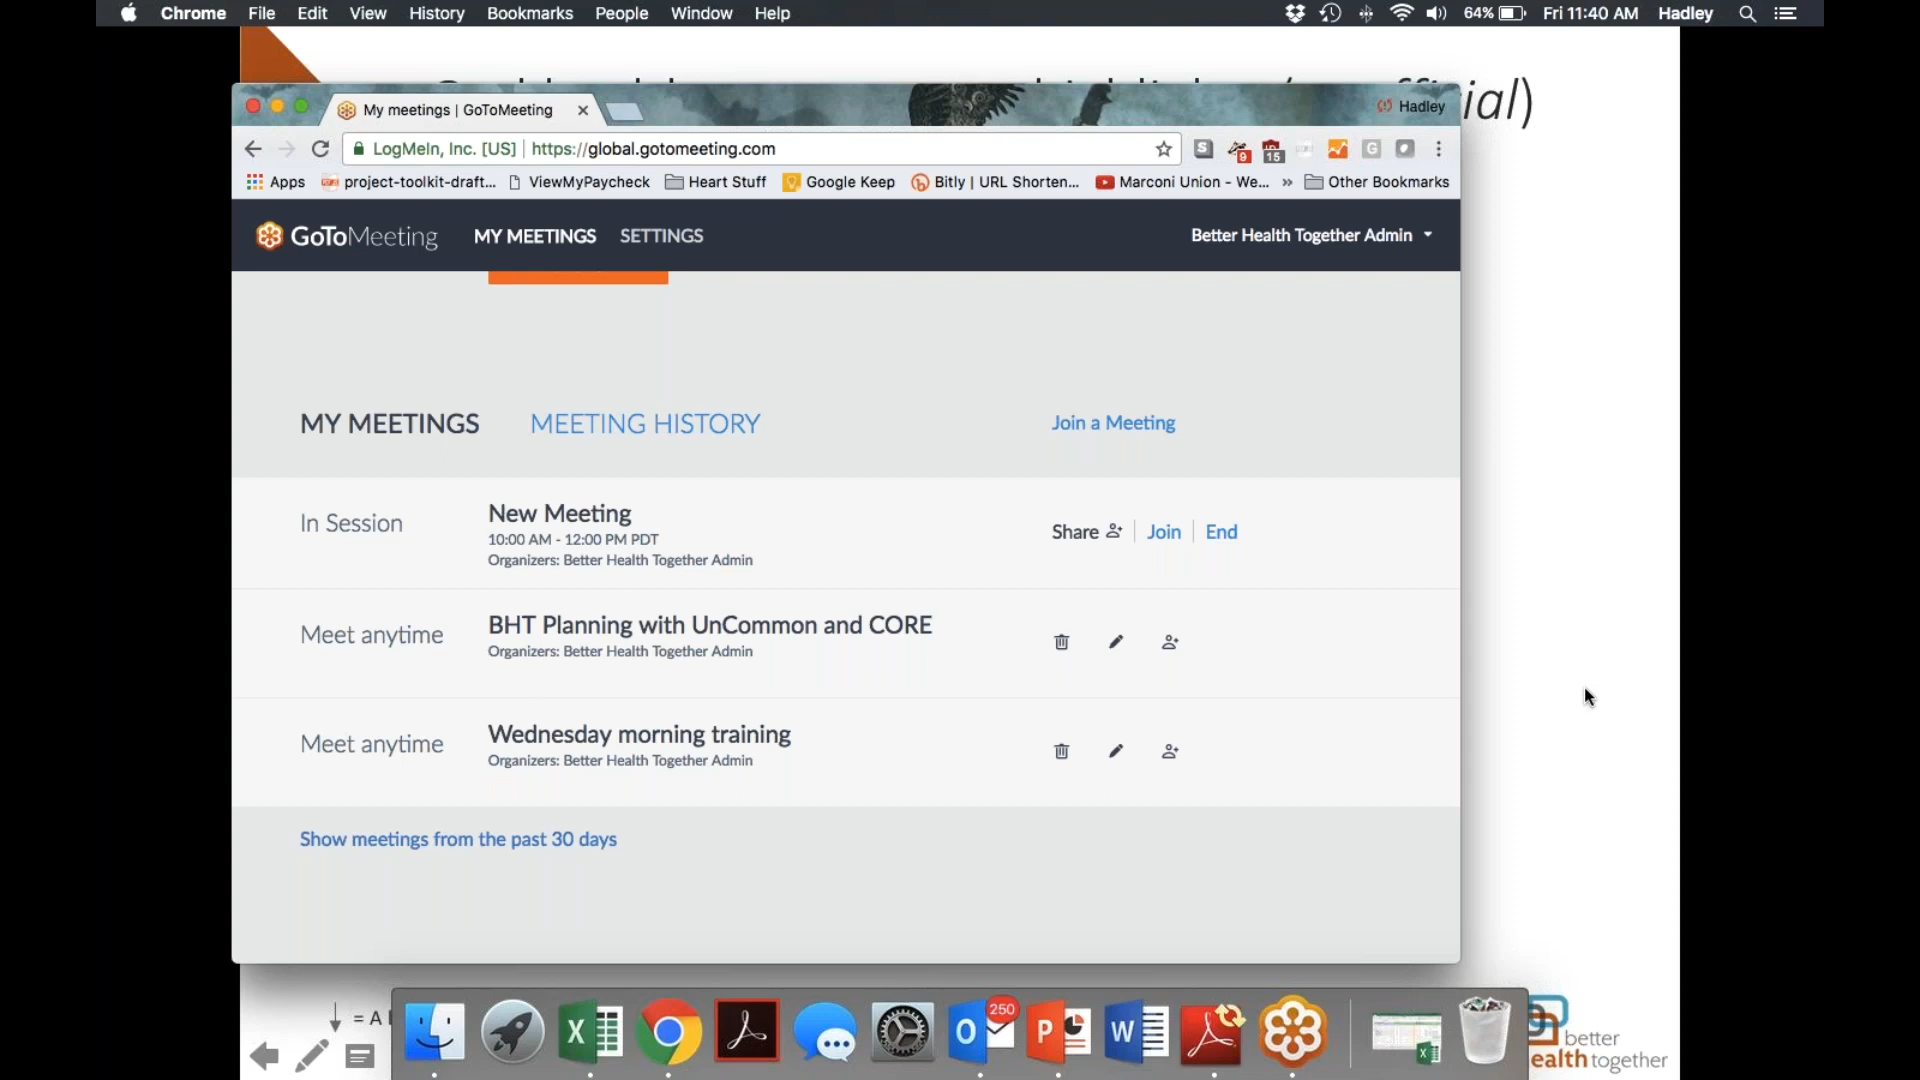 Chrome File Edit View History Bookmarks People Window Help 64% Fri 11:40 AM Hadley
ial)
My meetings | GoToMeeting Hadley
LogMeIn, Inc. [US] https://global.gotomeeting.com S 9 15 G
Apps project-toolkit-draft... ViewMyPaycheck Heart Stuff Google Keep Bitly | URL Shorten... Marconi Union - We... » Other Bookmarks
GoToMeeting MY MEETINGS SETTINGS Better Health Together Admin
MY MEETINGS MEETING HISTORY Join a Meeting
In Session New Meeting
10:00 AM - 12:00 PM PDT
Organizers: Better Health Together Admin
Share Join End
Meet anytime BHT Planning with UnCommon and CORE
Organizers: Better Health Together Admin
Meet anytime Wednesday morning training
Organizers: Better Health Together Admin
Show meetings from the past 30 days
= A
250
X O P W
better
ealth together